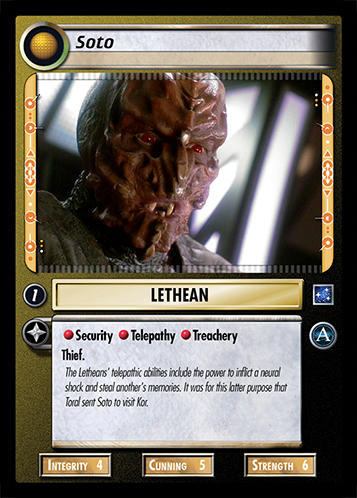 Soto
1
LETHEAN
Security Telepathy Treachery
A
Thief.
The Letheans' telepathic abilities include the power to inflict a neural
shock and steal another's memories. It was for this latter purpose that
Toral sent Soto to visit Kor.
INTEGRITY 4 CUNNING 5 STRENGTH 6